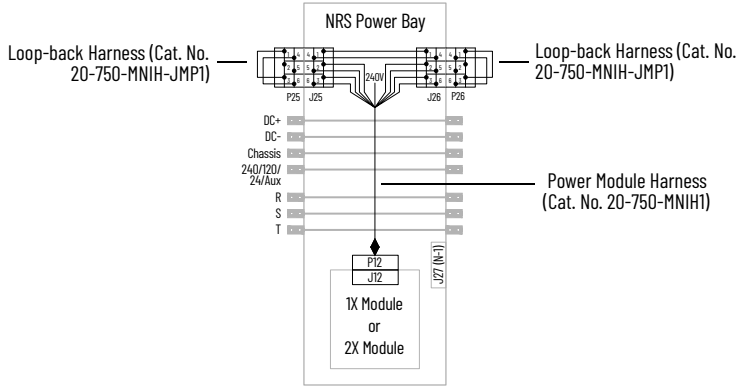 NRS Power Bay
Loop-back Harness (Cat. No.
20-750-MNIH-JMP1)
Loop-back Harness (Cat. No.
20-750-MNIH-JMP1)
240V
P25
J25
J26
P26
DC+
DC-
Chassis
240/120/
24/Aux
R
S
T
Power Module Harness
(Cat. No. 20-750-MNIH1)
J27 (N-1)
P12
J12
1X Module
or
2X Module